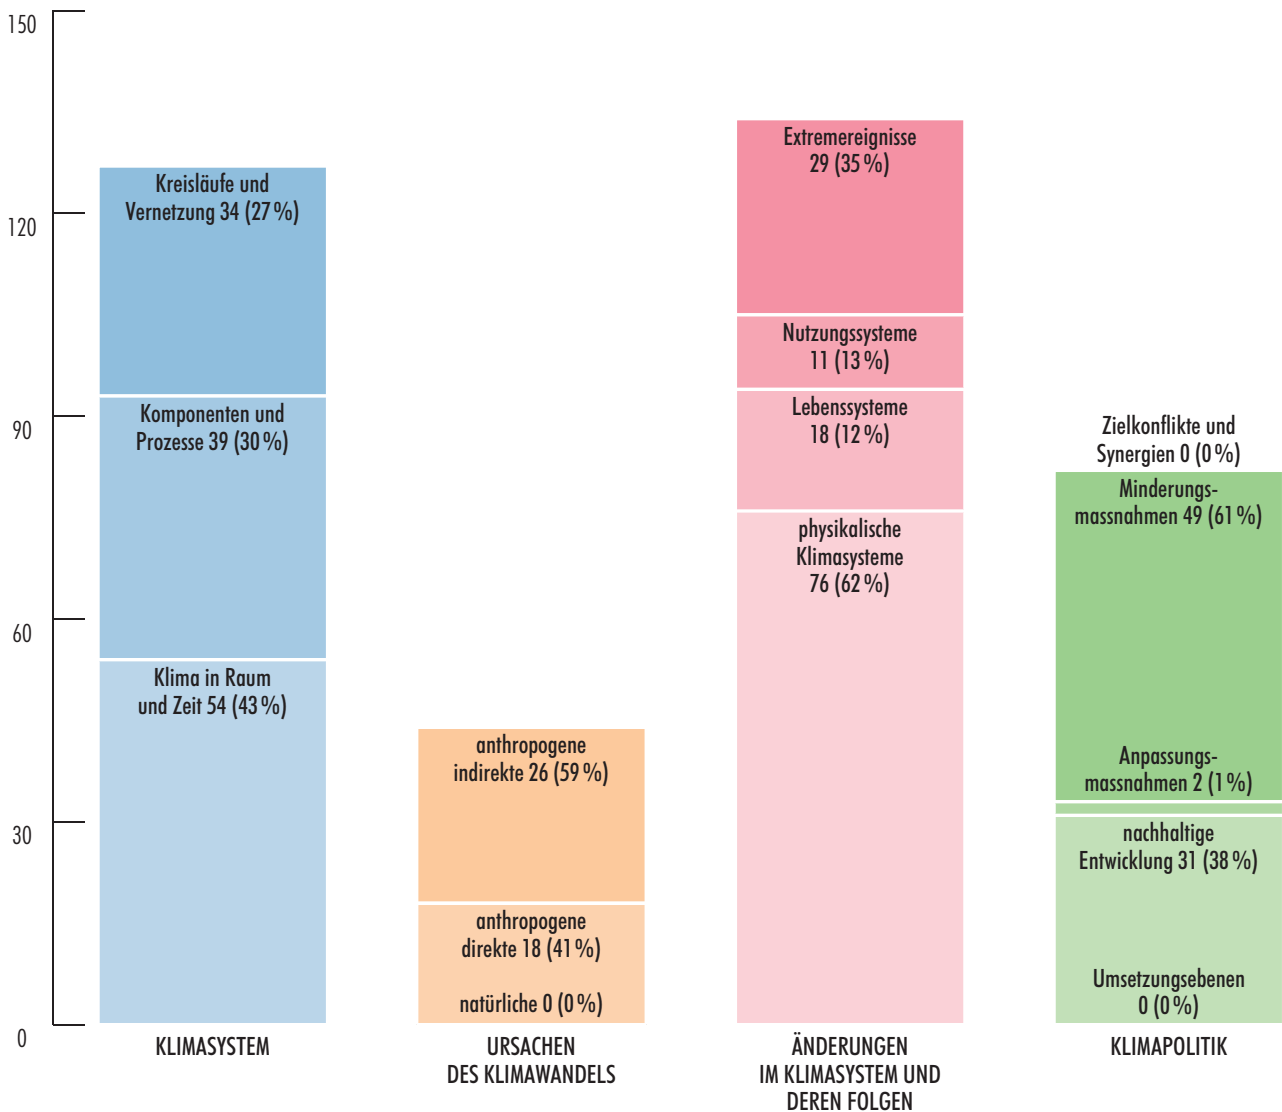 150
120
90
60
30
0
Kreisläufe und
Vernetzung 34 (27 %)
Komponenten und
Prozesse 39 (30 %)
Klima in Raum
und Zeit 54 (43 %)
KLIMASYSTEM
anthropogene
indirekte 26 (59 %)
anthropogene
direkte 18 (41 %)
natürliche 0 (0 %)
URSACHEN
DES KLIMAWANDELS
Extremereignisse
29 (35 %)
Nutzungssysteme
11 (13 %)
Lebenssysteme
18 (12 %)
physikalische
Klimasysteme
76 (62 %)
ÄNDERUNGEN
IM KLIMASYSTEM UND
DEREN FOLGEN
Zielkonflikte und
Synergien 0 (0 %)
Minderungs-
massnahmen 49 (61 %)
Anpassungs-
massnahmen 2 (1 %)
nachhaltige
Entwicklung 31 (38 %)
Umsetzungsebenen
0 (0 %)
KLIMAPOLITIK